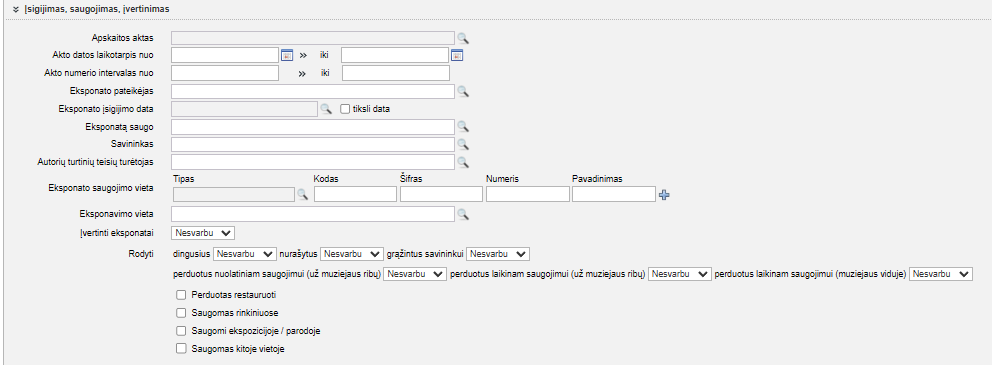 Įsigijimas, saugojimas, įvertinimas
Apskaitos aktas
Akto datos laikotarpis nuo » iki
Akto numerio intervalas nuo » iki
Eksponato pateikėjas
Eksponato įsigijimo data tiksli data
Eksponatą saugo
Savininkas
Autorių turtinių teisių turėtojas
Tipas Kodas Šifras Numeris Pavadinimas
Eksponato saugojimo vieta
Eksponavimo vieta
Įvertinti eksponatai Nesvarbu
Rodyti dingusius Nesvarbu nurašytus Nesvarbu grąžintus savininkui Nesvarbu
perduotus nuolatiniam saugojimui (už muziejaus ribų) Nesvarbu perduotus laikinam saugojimui (už muziejaus ribų) Nesvarbu perduotus laikinam saugojimui (muziejaus viduje) Nesvarbu
Perduotas restauruoti
Saugomas rinkiniuose
Saugomi ekspozicijoje / parodoje
Saugomas kitoje vietoje